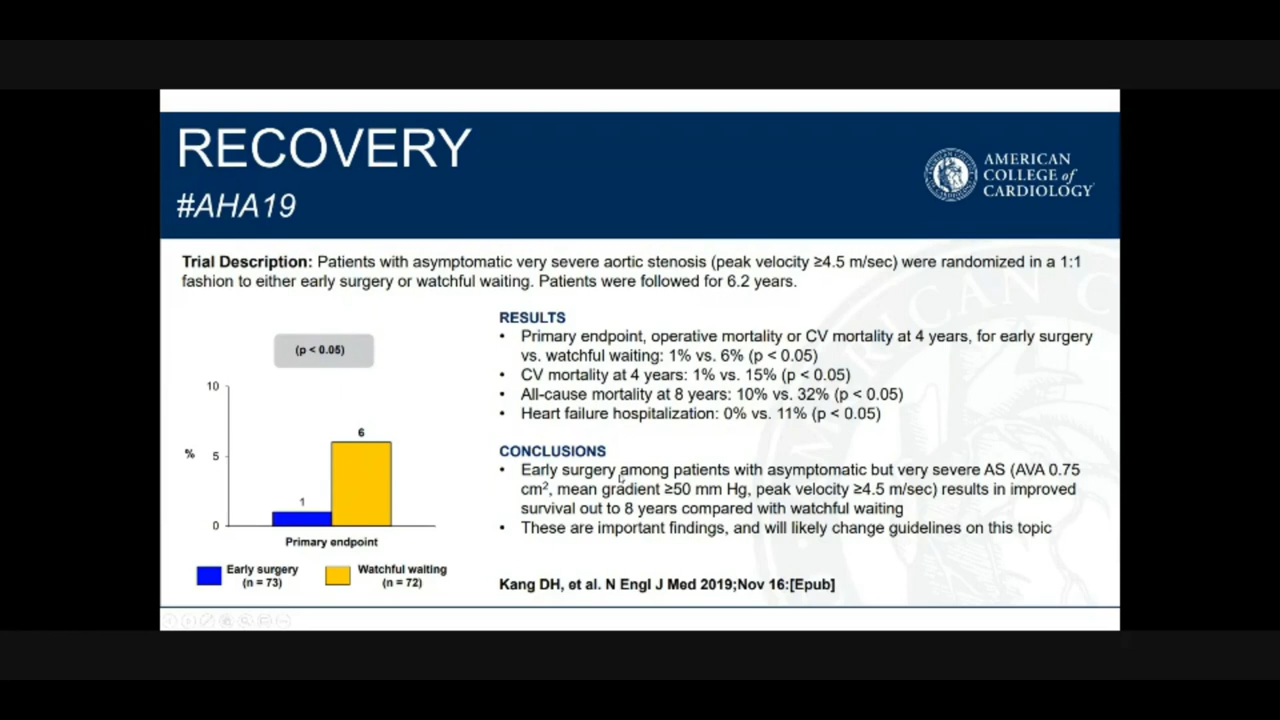 RECOVERY
#AHA19
AMERICAN
COLLEGE of
CARDIOLOGY
Trial Description: Patients with asymptomatic very severe aortic stenosis (peak velocity ≥4.5 m/sec) were randomized in a 1:1
fashion to either early surgery or watchful waiting. Patients were followed for 6.2 years.
(p < 0.05)
10
%
5
0
1
6
Primary endpoint
Early surgery
(n = 73)
Watchful waiting
(n = 72)
RESULTS
• Primary endpoint, operative mortality or CV mortality at 4 years, for early surgery
vs. watchful waiting: 1% vs. 6% (p < 0.05)
• CV mortality at 4 years: 1% vs. 15% (p < 0.05)
• All-cause mortality at 8 years: 10% vs. 32% (p < 0.05)
• Heart failure hospitalization: 0% vs. 11% (p < 0.05)
CONCLUSIONS
• Early surgery among patients with asymptomatic but very severe AS (AVA 0.75
cm², mean gradient ≥50 mm Hg, peak velocity ≥4.5 m/sec) results in improved
survival out to 8 years compared with watchful waiting
• These are important findings, and will likely change guidelines on this topic
Kang DH, et al. N Engl J Med 2019;Nov 16:[Epub]